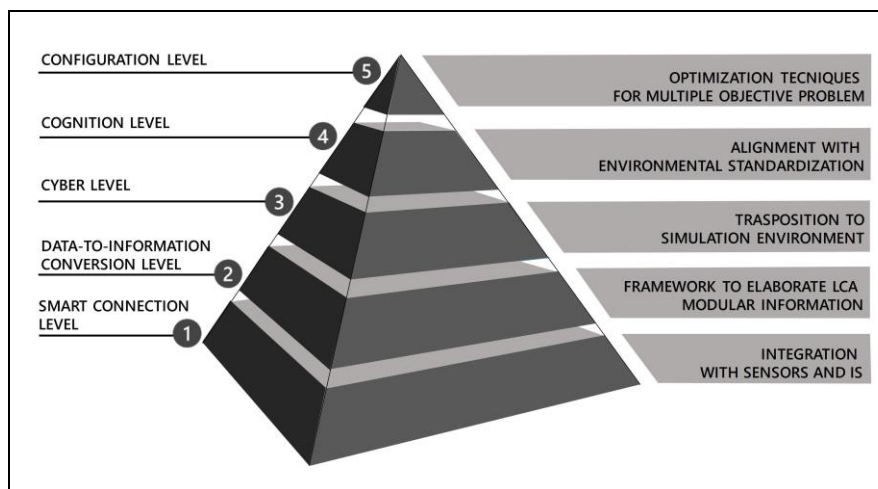 CONFIGURATION LEVEL
5
OPTIMIZATION TECNIQUES
FOR MULTIPLE OBJECTIVE PROBLEM
COGNITION LEVEL
4
ALIGNMENT WITH
ENVIRONMENTAL STANDARDIZATION
CYBER LEVEL
3
TRASPOSITION TO
SIMULATION ENVIRONMENT
DATA-TO-INFORMATION
CONVERSION LEVEL
2
FRAMEWORK TO ELABORATE LCA
MODULAR INFORMATION
SMART CONNECTION
LEVEL
1
INTEGRATION
WITH SENSORS AND IS